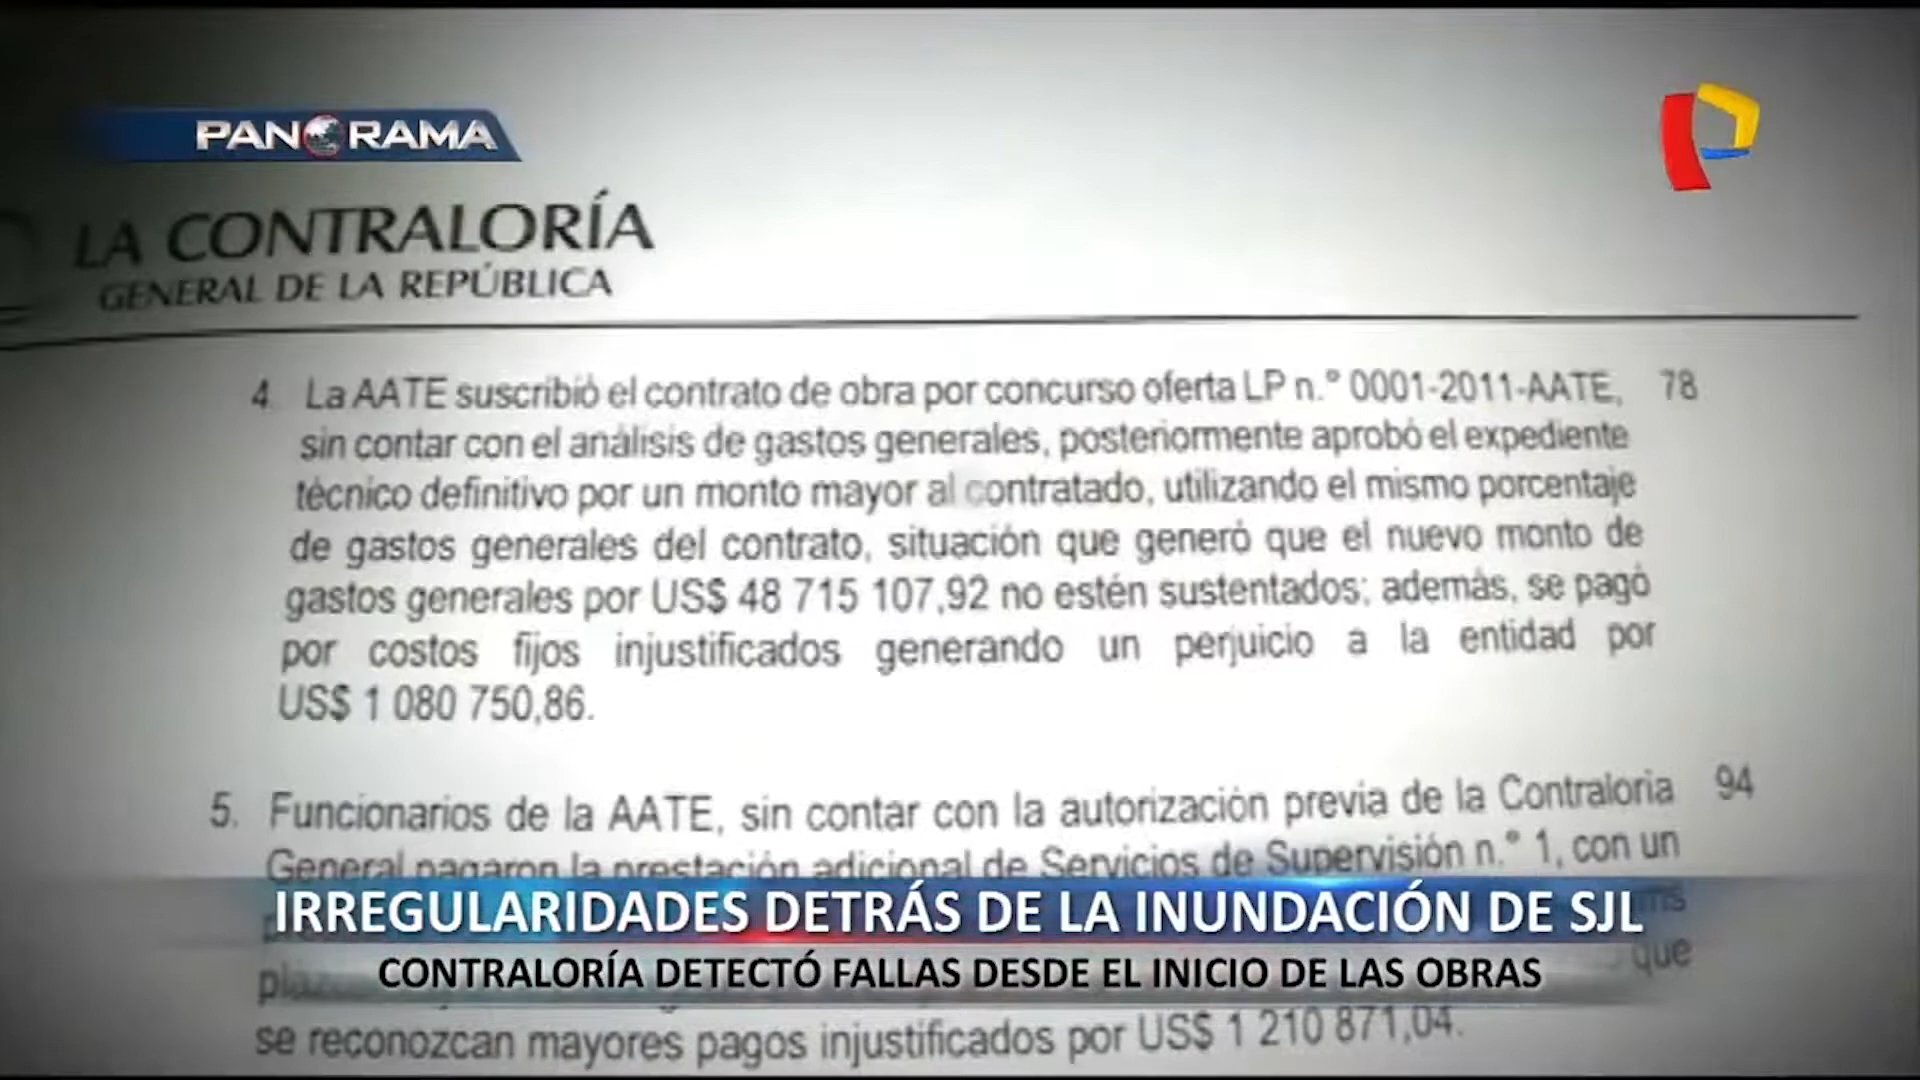 PANORAMA
LA CONTRALORÍA
GENERAL DE LA REPÚBLICA
4. La AATE suscribió el contrato de obra por concurso oferta LP n.° 0001-2011-AATE, 78
sin contar con el análisis de gastos generales, posteriormente aprobó el expediente
técnico definitivo por un monto mayor al contratado, utilizando el mismo porcentaje
de gastos generales del contrato, situación que generó que el nuevo monto de
gastos generales por US$ 48 715 107,92 no estén sustentados; además, se pagó
por costos fijos injustificados generando un perjuicio a la entidad por
US$ 1 080 750,86.
5. Funcionarios de la AATE, sin contar con la autorización previa de la Contraloría 94
General pagaron la prestación adicional de Servicios de Supervisión n.° 1, con un
IRREGULARIDADES DETRÁS DE LA INUNDACIÓN DE SJL
CONTRALORÍA DETECTÓ FALLAS DESDE EL INICIO DE LAS OBRAS
que
se reconozcan mayores pagos injustificados por US$ 1 210 871,04.